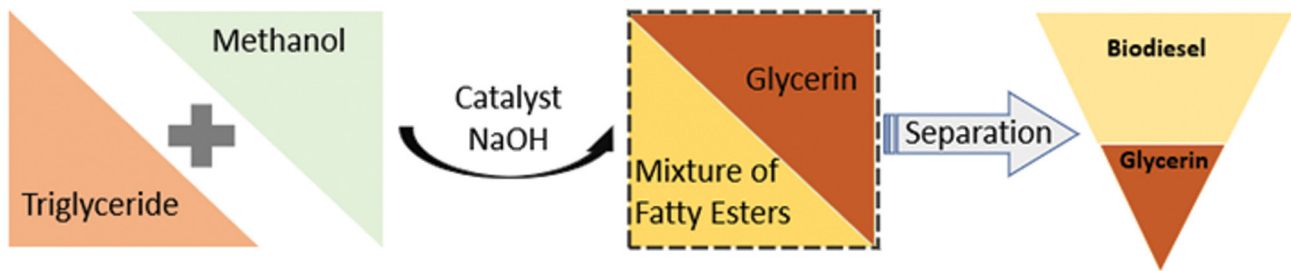 Triglyceride
Methanol
Catalyst
NaOH
Glycerin
Mixture of
Fatty Esters
Separation
Biodiesel
Glycerin